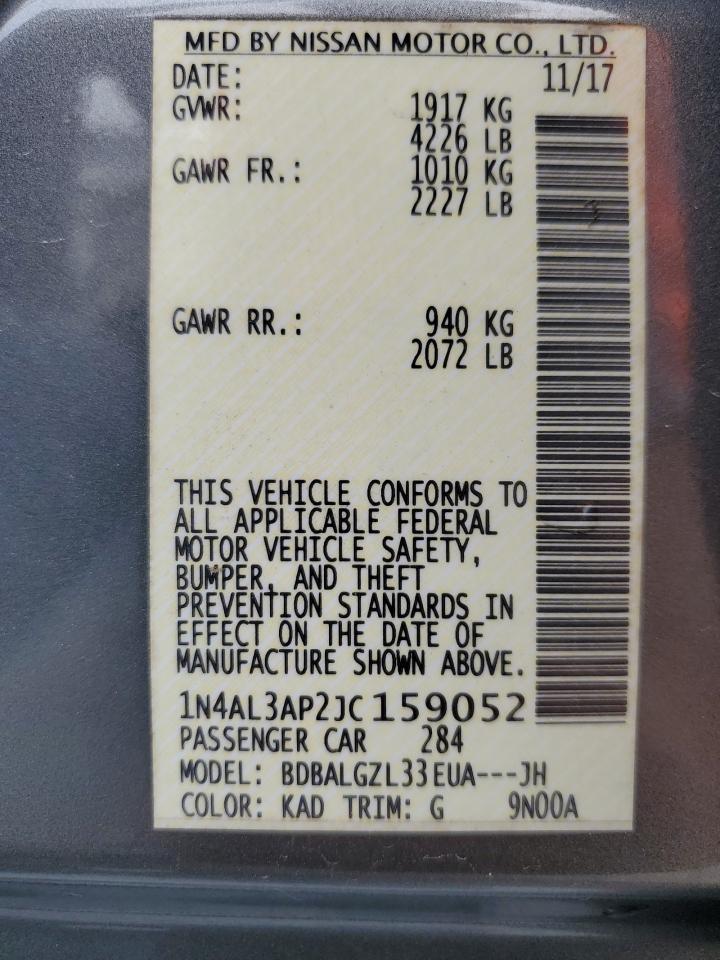 MFD BY NISSAN MOTOR CO., LTD.
DATE: 11/17
GVWR: 1917 KG
4226 LB
GAWR FR.: 1010 KG
2227 LB
GAWR RR.: 940 KG
2072 LB
THIS VEHICLE CONFORMS TO
ALL APPLICABLE FEDERAL
MOTOR VEHICLE SAFETY,
BUMPER, AND THEFT
PREVENTION STANDARDS IN
EFFECT ON THE DATE OF
MANUFACTURE SHOWN ABOVE.
1N4AL3AP2JC159052
PASSENGER CAR 284
MODEL: BDBALGZL33EUA---JH
COLOR: KAD TRIM: G 9N00A